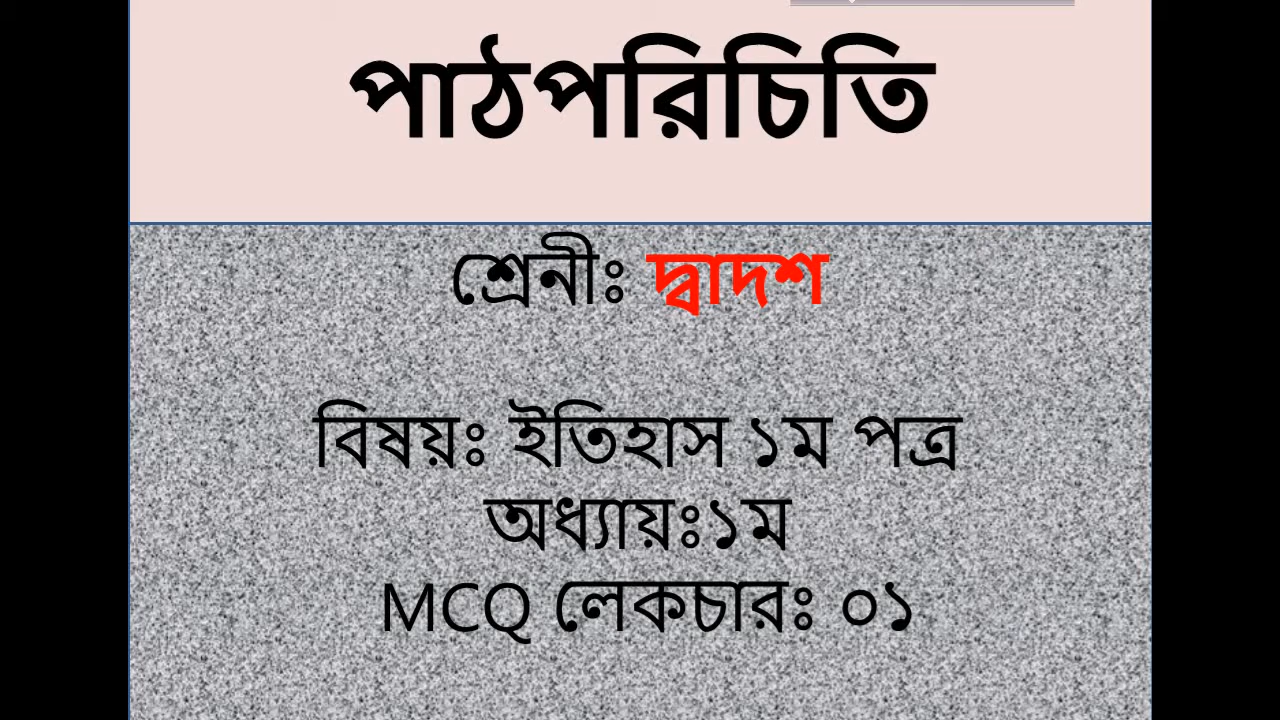 পাঠপরিচিতি
শ্রেনীঃ দ্বাদশ
বিষয়ঃ ইতিহাস ১ম পত্র
অধ্যায়ঃ১ম
MCQ লেকচারঃ ০১